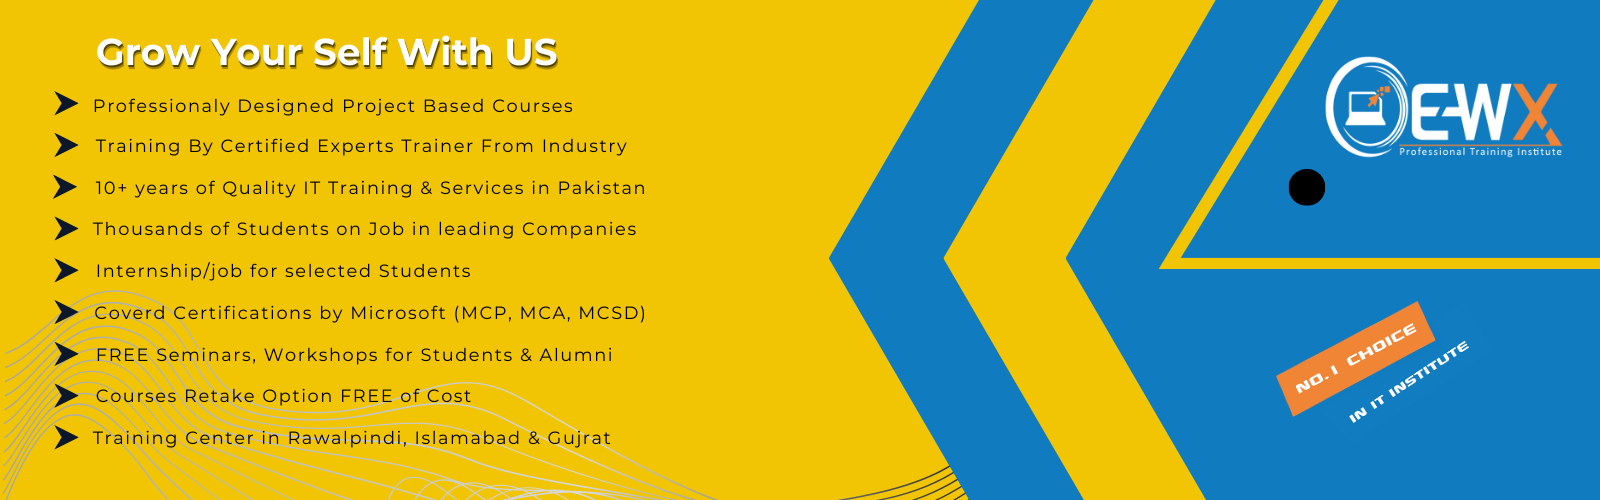 Grow Your Self With US
Professionaly Designed Project Based Courses
Training By Certified Experts Trainer From Industry
10+ years of Quality IT Training & Services in Pakistan
Thousands of Students on Job in leading Companies
Internship/job for selected Students
Coverd Certifications by Microsoft (MCP, MCA, MCSD)
FREE Seminars, Workshops for Students & Alumni
Courses Retake Option FREE of Cost
Training Center in Rawalpindi, Islamabad & Gujrat
E-WX
Professional Training Institute
NO.1 CHOICE
IN IT INSTITUTE